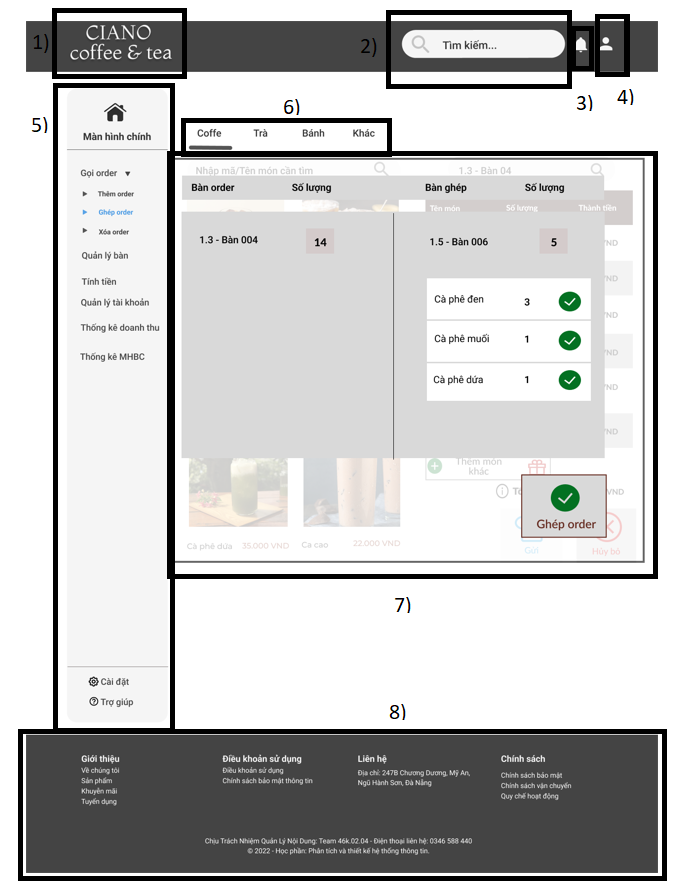 1)
CIANO
coffee & tea
2)
Tìm kiếm...
3)
4)
5)
Màn hình chính
Gọi order
Thêm order
Ghép order
Xóa order
Quản lý bàn
Tính tiền
Quản lý tài khoản
Thống kê doanh thu
Thống kê MHBC
Cài đặt
Trợ giúp
6)
Coffe Trà Bánh Khác
Nhập mã/Tên món cần tìm 1.3 - Bàn 04
Bàn order Số lượng Bàn ghép Số lượng
Tên món Số lượng Thành tiền
1.3 - Bàn 004 14 1.5 - Bàn 006 5
VND
Cà phê đen 3
VND
Cà phê muối 1
VND
Cà phê dứa 1
VND
VND
Thêm món
khác
VND
Ghép order
Cà phê dứa 35.000 VND Ca cao 22.000 VND
Gửi Hủy bỏ
7)
8)
Giới thiệu
Về chúng tôi
Sản phẩm
Khuyến mãi
Tuyển dụng
Điều khoản sử dụng
Điều khoản sử dụng
Chính sách bảo mật thông tin
Liên hệ
Địa chỉ: 247B Chương Dương, Mỹ An,
Ngũ Hành Sơn, Đà Nẵng
Chính sách
Chính sách bảo mật
Chính sách vận chuyển
Quy chế hoạt động
Chịu Trách Nhiệm Quản Lý Nội Dung: Team 46k.02.04 - Điện thoại liên hệ: 0346 588 440
© 2022 - Học phần: Phân tích và thiết kế hệ thống thông tin.